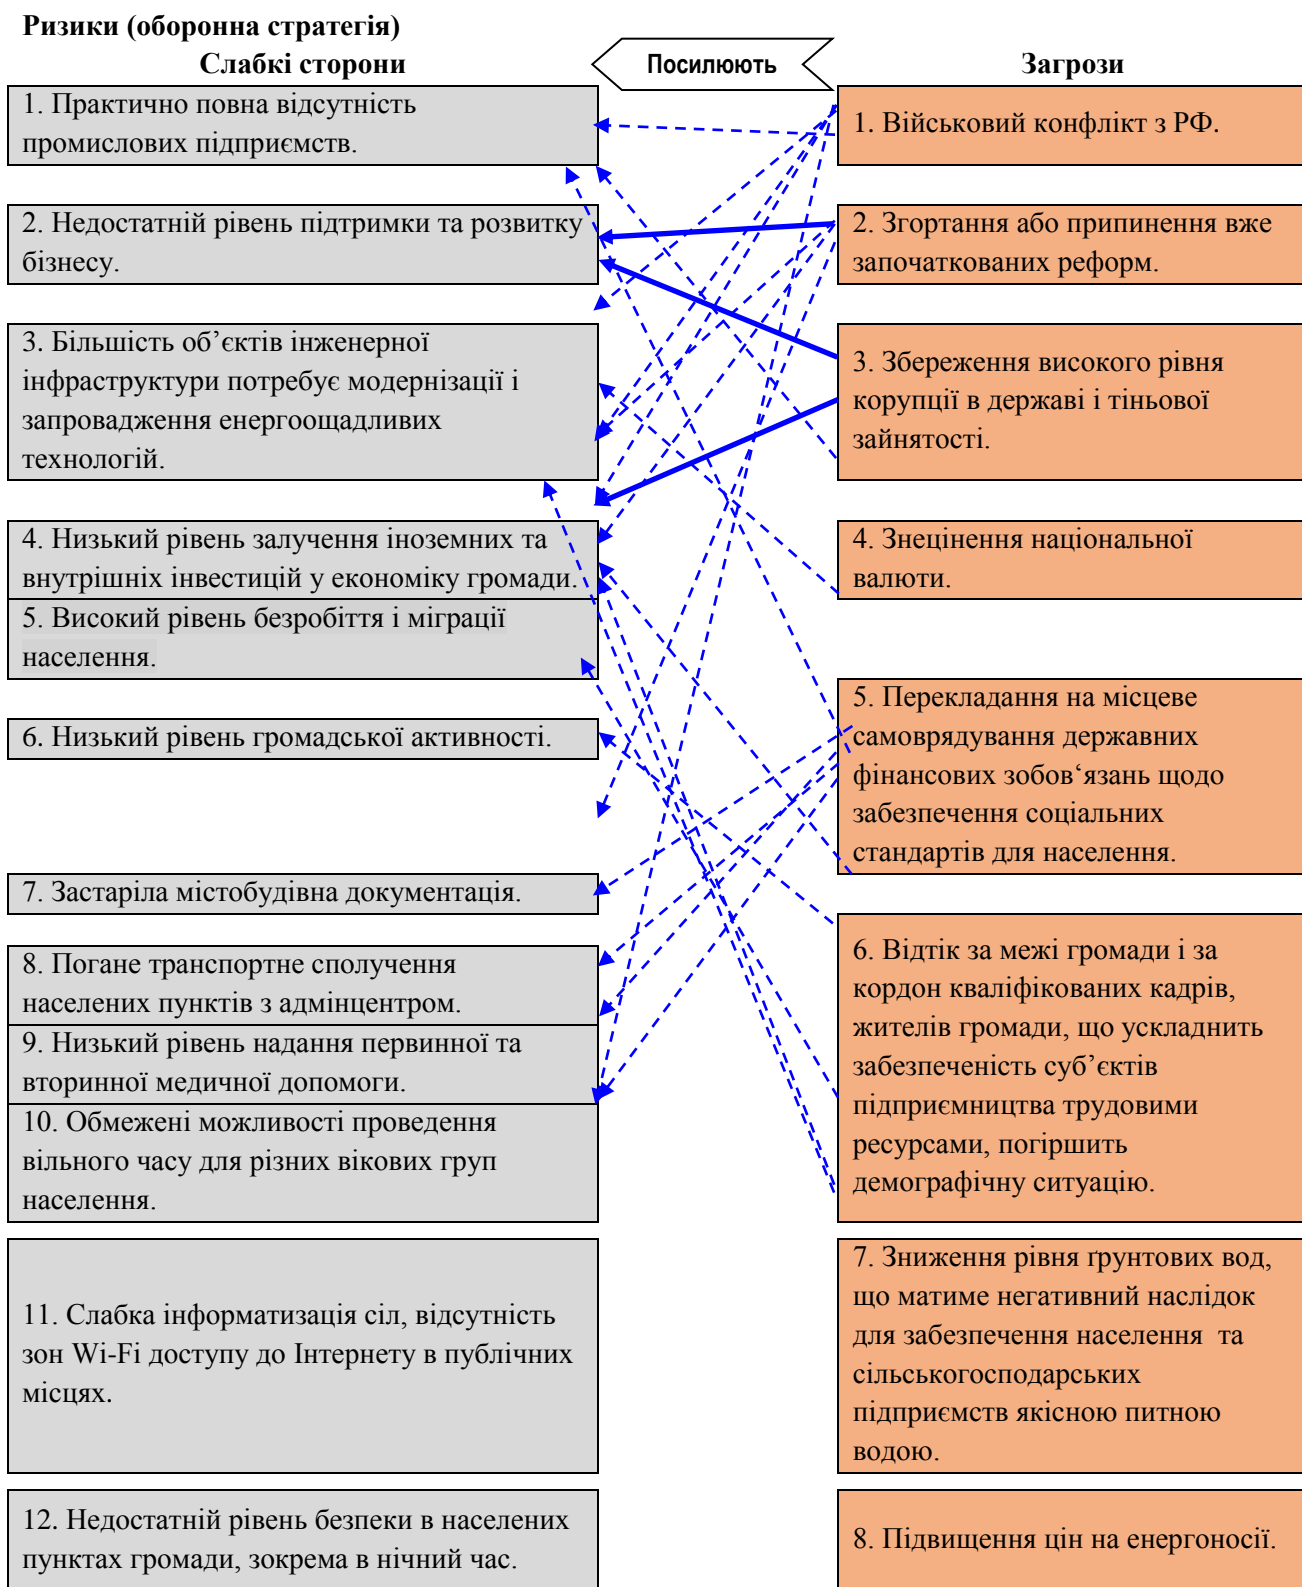 Ризики (оборонна стратегія)
Слабкі сторони
Посилюють
Загрози
1. Практично повна відсутність
промислових підприємств.
2. Недостатній рівень підтримки та розвитку
бізнесу.
3. Більшість об’єктів інженерної
інфраструктури потребує модернізації і
запровадження енергоощадливих
технологій.
4. Низький рівень залучення іноземних та
внутрішніх інвестицій у економіку громади.
5. Високий рівень безробіття і міграції
населення.
6. Низький рівень громадської активності.
7. Застаріла містобудівна документація.
8. Погане транспортне сполучення
населених пунктів з адмінцентром.
9. Низький рівень надання первинної та
вторинної медичної допомоги.
10. Обмежені можливості проведення
вільного часу для різних вікових груп
населення.
11. Слабка інформатизація сіл, відсутність
зон Wi-Fi доступу до Інтернету в публічних
місцях.
12. Недостатній рівень безпеки в населених
пунктах громади, зокрема в нічний час.
1. Військовий конфлікт з РФ.
2. Згортання або припинення вже
започаткованих реформ.
3. Збереження високого рівня
корупції в державі і тіньової
зайнятості.
4. Знецінення національної
валюти.
5. Перекладання на місцеве
самоврядування державних
фінансових зобов‘язань щодо
забезпечення соціальних
стандартів для населення.
6. Відтік за межі громади і за
кордон кваліфікованих кадрів,
жителів громади, що ускладнить
забезпеченість суб’єктів
підприємництва трудовими
ресурсами, погіршить
демографічну ситуацію.
7. Зниження рівня ґрунтових вод,
що матиме негативний наслідок
для забезпечення населення та
сільськогосподарських
підприємств якісною питною
водою.
8. Підвищення цін на енергоносії.